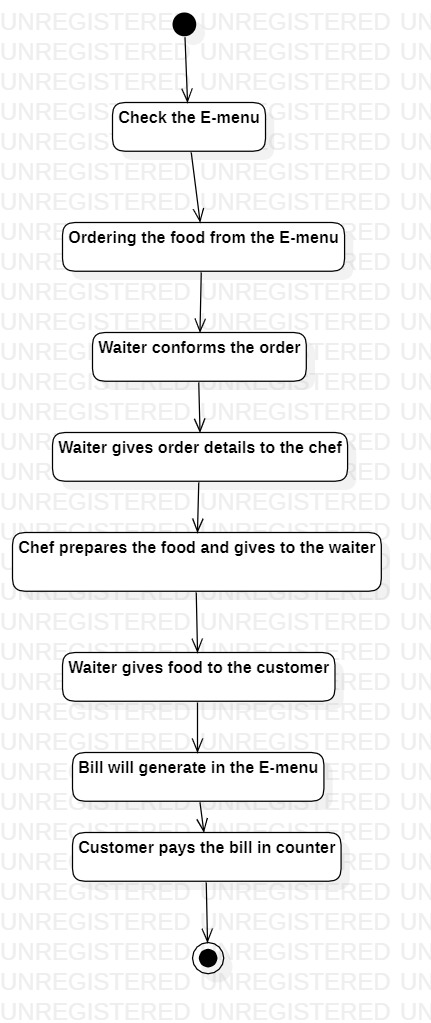 Check the E-menu
Ordering the food from the E-menu
Waiter conforms the order
Waiter gives order details to the chef
Chef prepares the food and gives to the waiter
Waiter gives food to the customer
Bill will generate in the E-menu
Customer pays the bill in counter
UNREGISTERED